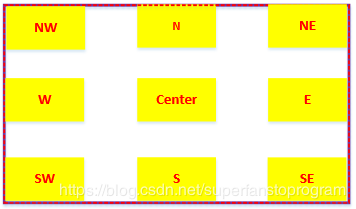 NW N NE
W Center E
SW S SE
https://blog.csdn.net/superfanstoprogram